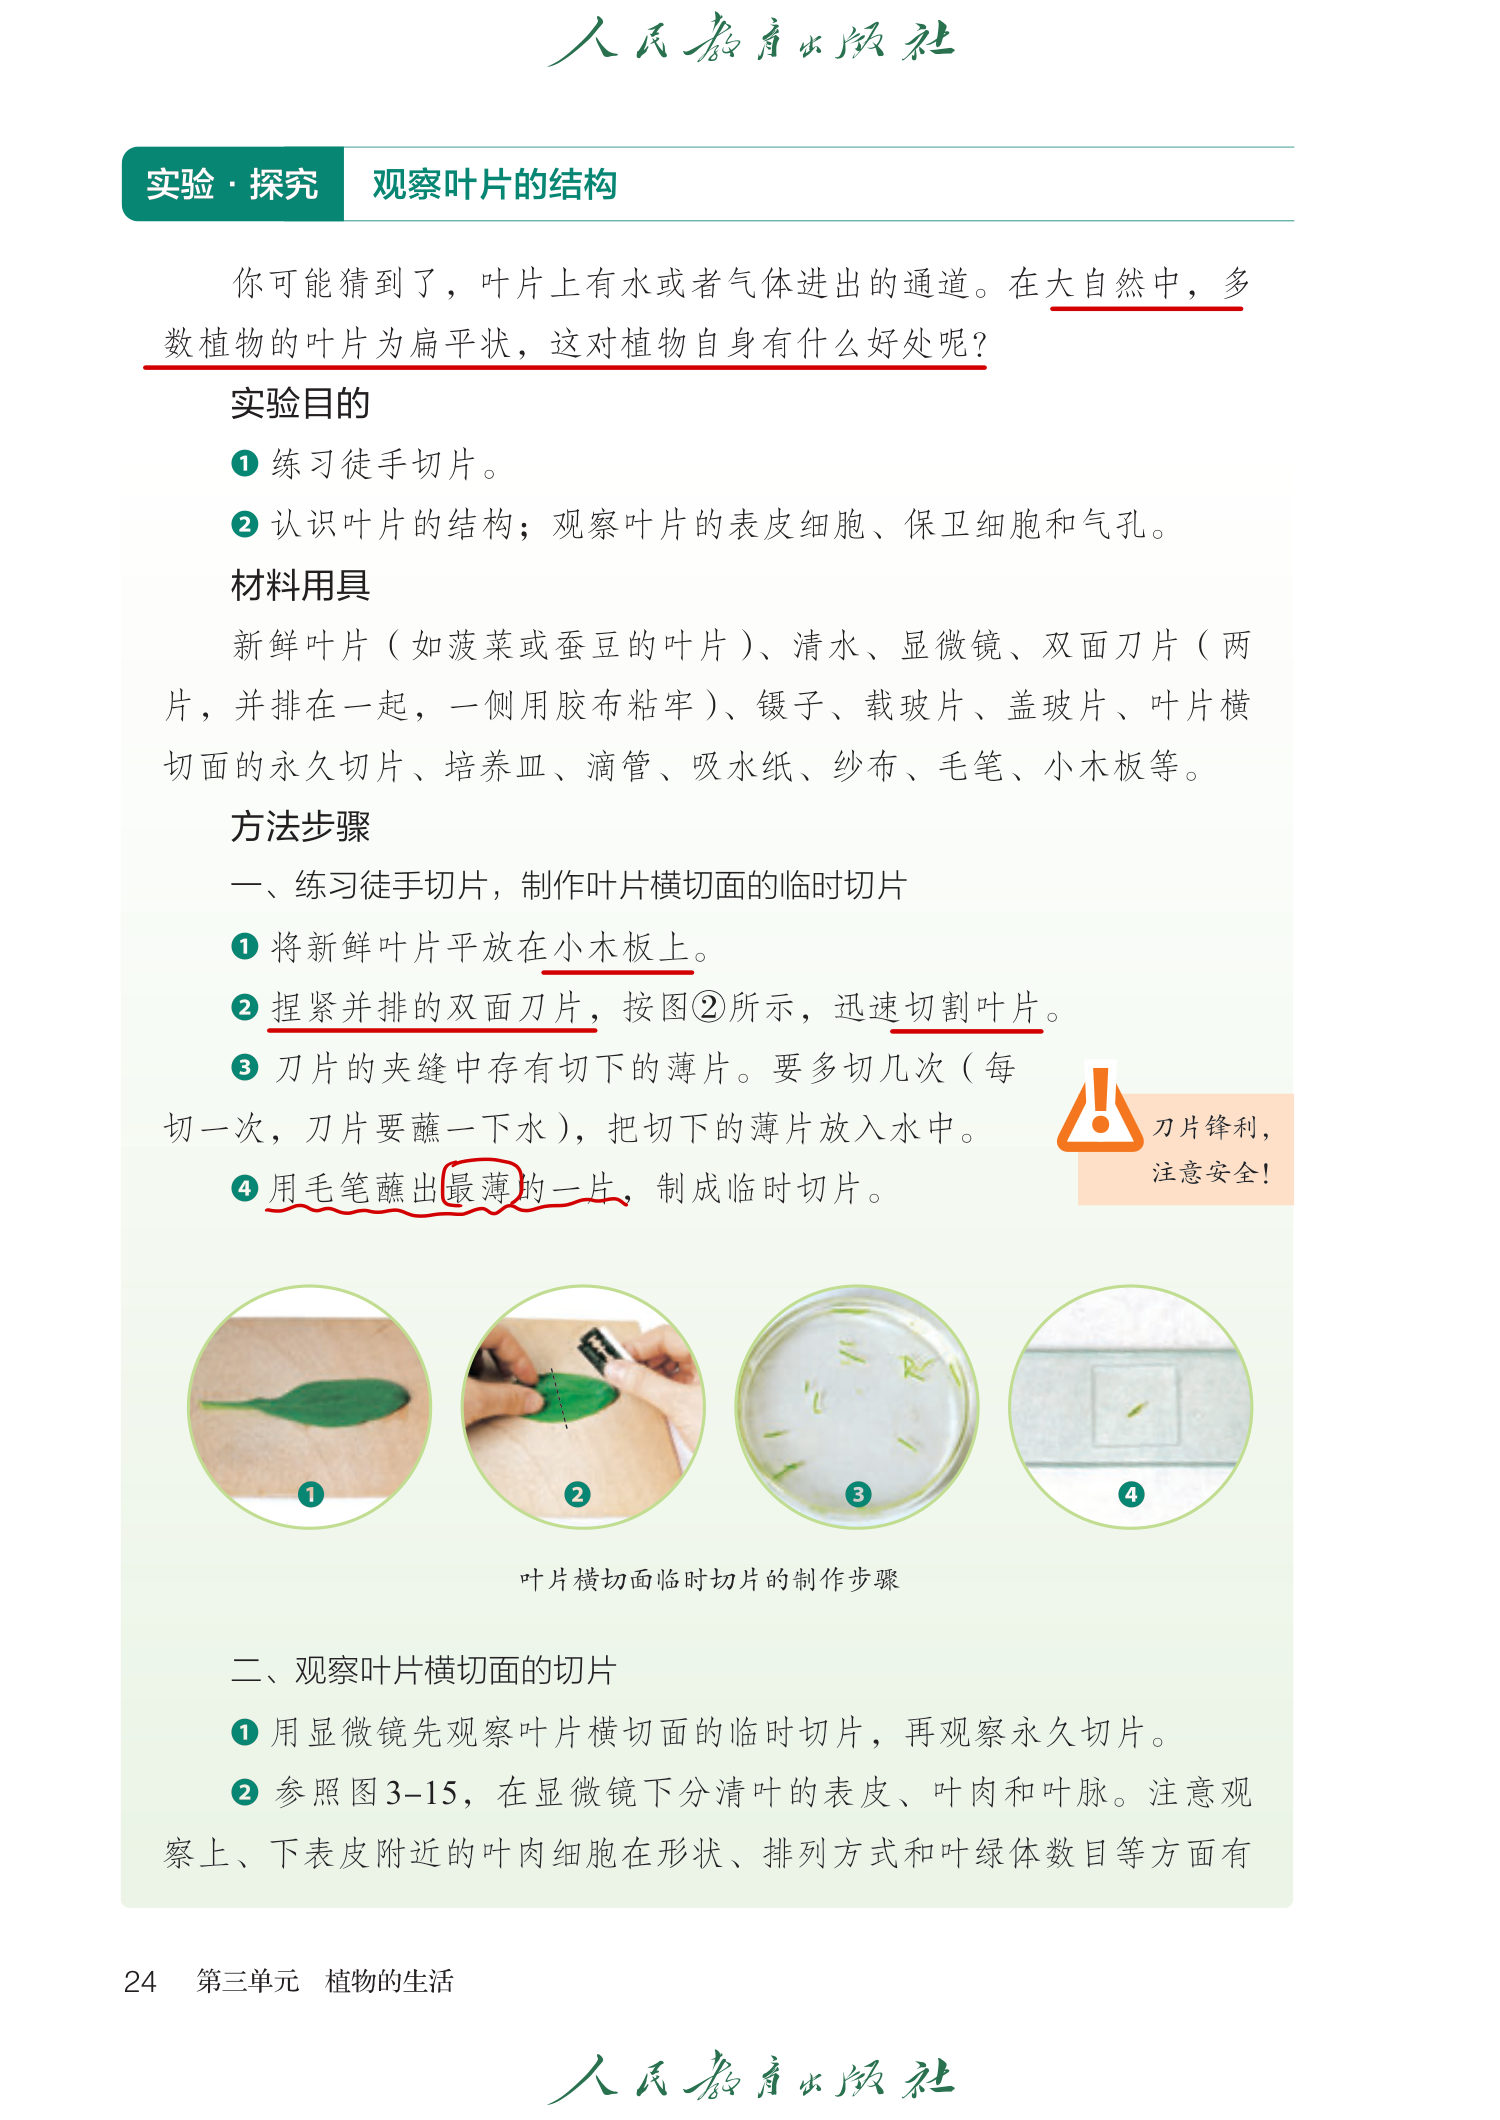 人民教育出版社
实验·探究 观察叶片的结构
你可能猜到了，叶片上有水或者气体进出的通道。在大自然中，多
数植物的叶片为扁平状，这对植物自身有什么好处呢？
实验目的
❶ 练习徒手切片。
❷ 认识叶片的结构；观察叶片的表皮细胞、保卫细胞和气孔。
材料用具
新鲜叶片（如菠菜或蚕豆的叶片）、清水、显微镜、双面刀片（两
片，并排在一起，一侧用胶布粘牢）、镊子、载玻片、盖玻片、叶片横
切面的永久切片、培养皿、滴管、吸水纸、纱布、毛笔、小木板等。
方法步骤
一、练习徒手切片，制作叶片横切面的临时切片
❶ 将新鲜叶片平放在小木板上。
❷ 捏紧并排的双面刀片，按图②所示，迅速切割叶片。
❸ 刀片的夹缝中存有切下的薄片。要多切几次（每
切一次，刀片要蘸一下水），把切下的薄片放入水中。
❹ 用毛笔蘸出最薄的一片，制成临时切片。
刀片锋利，
注意安全！
❶ ❷ ❸ ❹
叶片横切面临时切片的制作步骤
二、观察叶片横切面的切片
❶ 用显微镜先观察叶片横切面的临时切片，再观察永久切片。
❷ 参照图3-15，在显微镜下分清叶的表皮、叶肉和叶脉。注意观
察上、下表皮附近的叶肉细胞在形状、排列方式和叶绿体数目等方面有
24 第三单元 植物的生活
人民教育出版社